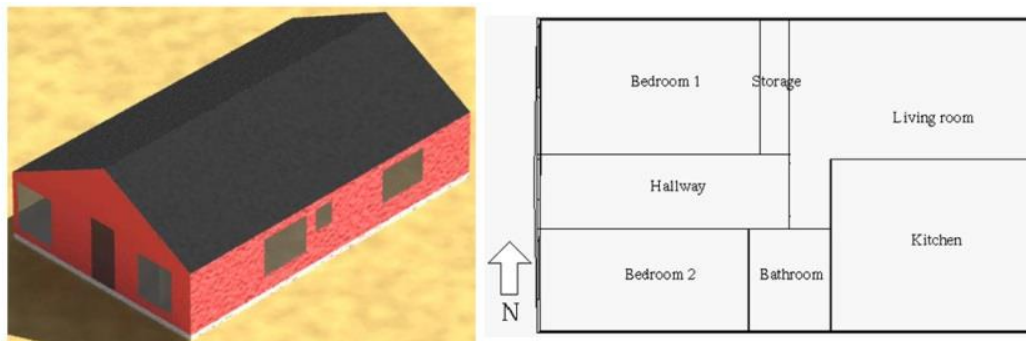 Bedroom 1
Storage
Living room
Hallway
Kitchen
Bedroom 2
Bathroom
N